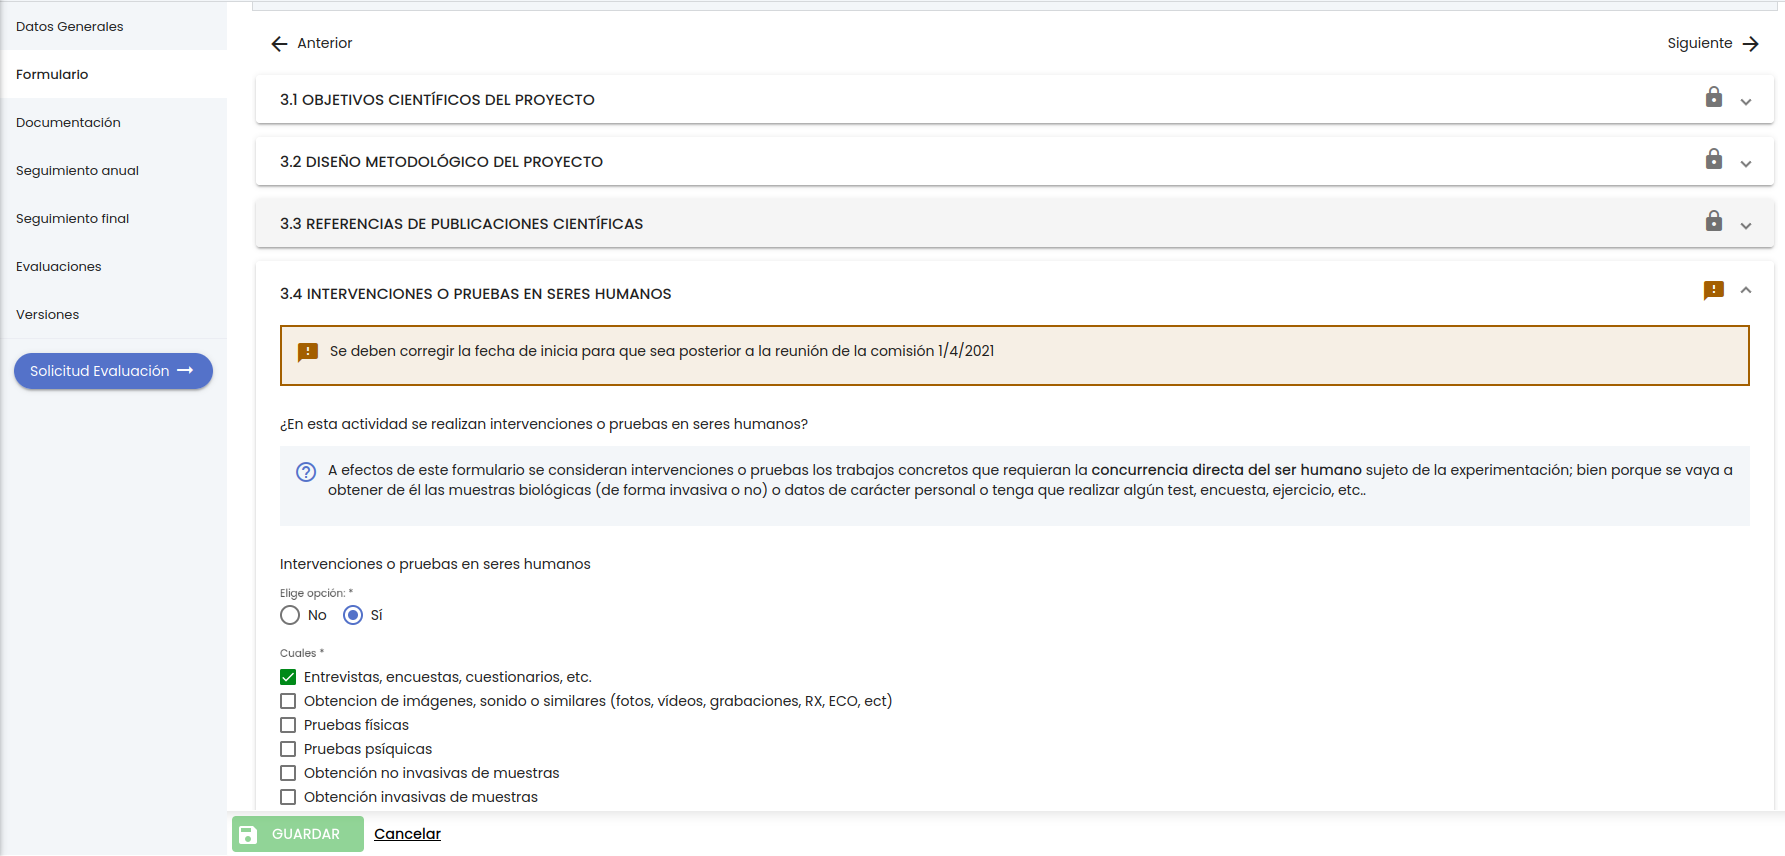 Datos Generales
Formulario
Documentación
Seguimiento anual
Seguimiento final
Evaluaciones
Versiones
Solicitud Evaluación
Anterior
Siguiente
3.1 OBJETIVOS CIENTÍFICOS DEL PROYECTO
3.2 DISEÑO METODOLÓGICO DEL PROYECTO
3.3 REFERENCIAS DE PUBLICACIONES CIENTÍFICAS
3.4 INTERVENCIONES O PRUEBAS EN SERES HUMANOS
Se deben corregir la fecha de inicia para que sea posterior a la reunión de la comisión 1/4/2021
¿En esta actividad se realizan intervenciones o pruebas en seres humanos?
A efectos de este formulario se consideran intervenciones o pruebas los trabajos concretos que requieran la concurrencia directa del ser humano sujeto de la experimentación; bien porque se vaya a
obtener de él las muestras biológicas (de forma invasiva o no) o datos de carácter personal o tenga que realizar algún test, encuesta, ejercicio, etc..
Intervenciones o pruebas en seres humanos
Elige opción: *
No Sí
Cuales *
Entrevistas, encuestas, cuestionarios, etc.
Obtencion de imágenes, sonido o similares (fotos, vídeos, grabaciones, RX, ECO, ect)
Pruebas físicas
Pruebas psíquicas
Obtención no invasivas de muestras
Obtención invasivas de muestras
GUARDAR Cancelar